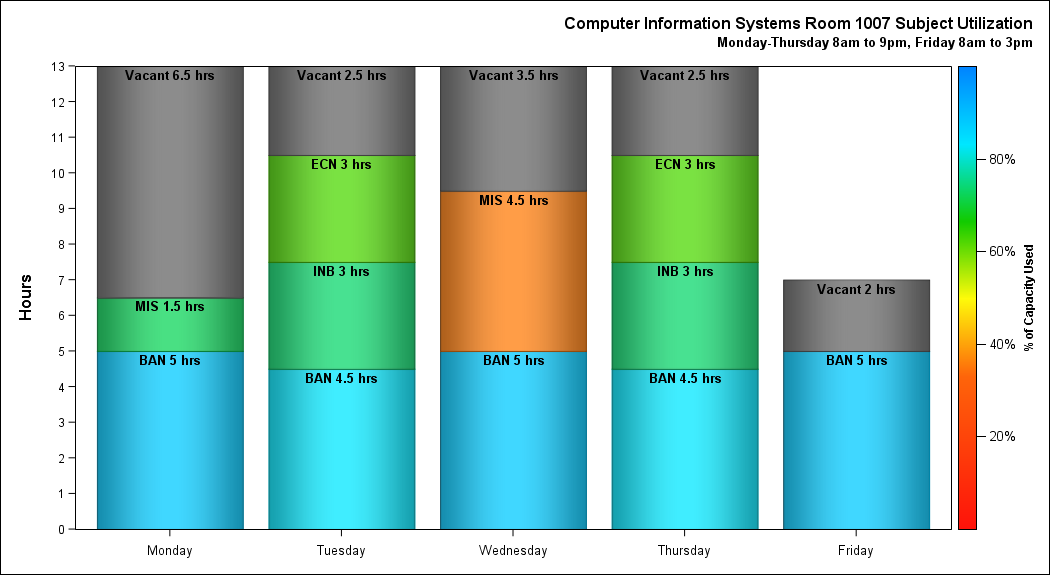 Computer Information Systems Room 1007 Subject Utilization
Monday-Thursday 8am to 9pm, Friday 8am to 3pm
Hours
13
12
11
10
9
8
7
6
5
4
3
2
1
0
Vacant 6.5 hrs
MIS 1.5 hrs
BAN 5 hrs
Vacant 2.5 hrs
ECN 3 hrs
INB 3 hrs
BAN 4.5 hrs
Vacant 3.5 hrs
MIS 4.5 hrs
BAN 5 hrs
Vacant 2.5 hrs
ECN 3 hrs
INB 3 hrs
BAN 4.5 hrs
Vacant 2 hrs
BAN 5 hrs
Monday
Tuesday
Wednesday
Thursday
Friday
80%
60%
40%
20%
% of Capacity Used